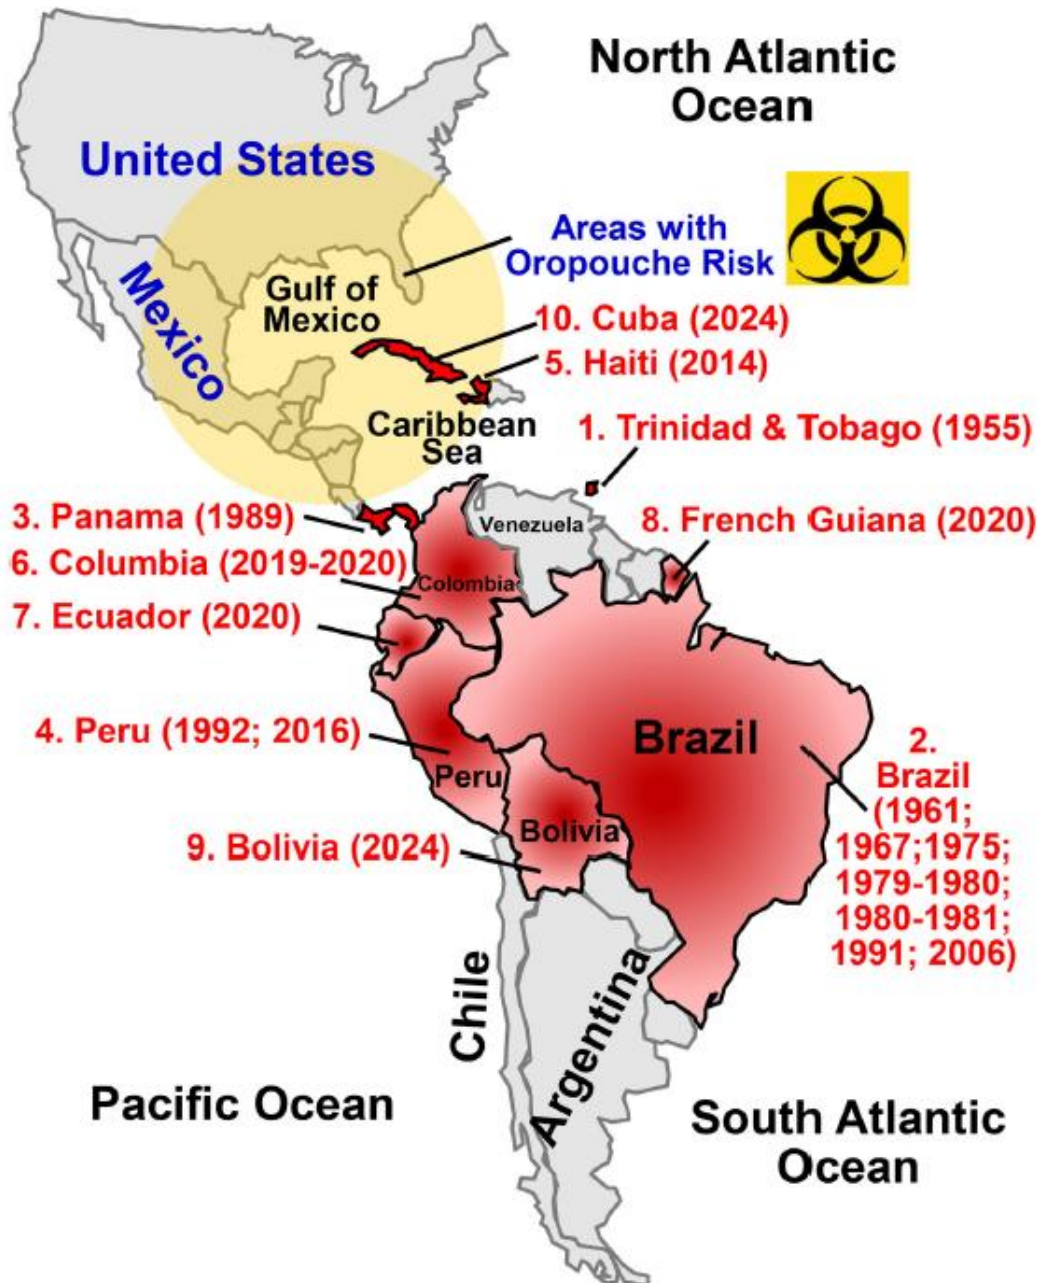 North Atlantic
Ocean
United States
Areas with
Oropouche Risk
Mexico
Gulf of
Mexico
10. Cuba (2024)
5. Haiti (2014)
Caribbean
Sea
1. Trinidad & Tobago (1955)
3. Panama (1989)
Venezuela
8. French Guiana (2020)
6. Columbia (2019-2020)
Colombia
7. Ecuador (2020)
4. Peru (1992; 2016)
Peru
Brazil
2.
Brazil
(1961;
1967;1975;
1979-1980;
1980-1981;
1991; 2006)
9. Bolivia (2024)
Bolivia
Chile
Argentina
Pacific Ocean
South Atlantic
Ocean